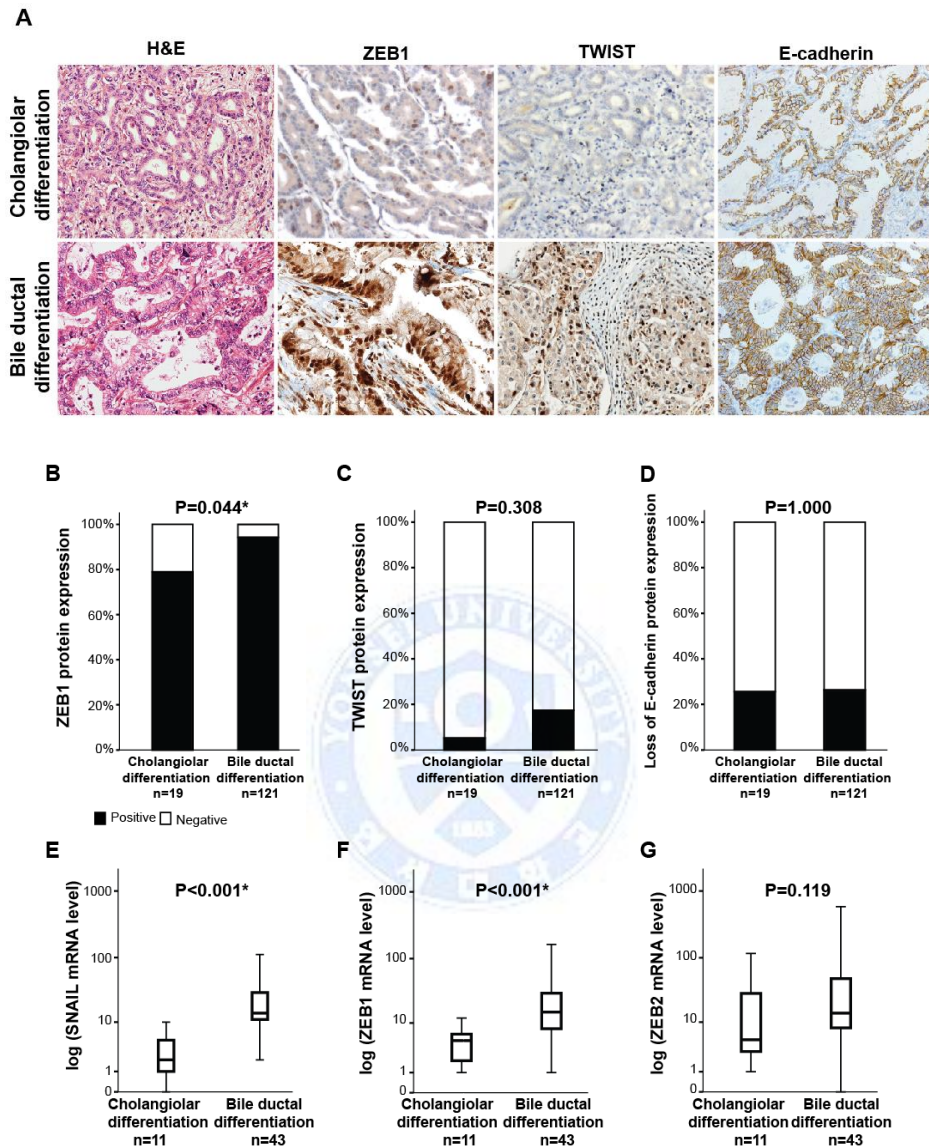 A
H&E
ZEB1
TWIST
E-cadherin
Cholangiolar
differentiation
Bile ductal
differentiation
B
P=0.044*
ZEB1 protein expression
100%
80%
60%
40%
20%
0%
Cholangiolar
differentiation
n=19
Bile ductal
differentiation
n=121
Positive
Negative
C
P=0.308
TWIST protein expression
100%
80%
60%
40%
20%
0%
Cholangiolar
differentiation
n=19
Bile ductal
differentiation
n=121
D
P=1.000
Loss of E-cadherin protein expression
100%
80%
60%
40%
20%
0%
Cholangiolar
differentiation
n=19
Bile ductal
differentiation
n=121
E
P<0.001*
log (SNAIL mRNA level)
1000
100
10
1
0
Cholangiolar
differentiation
n=11
Bile ductal
differentiation
n=43
F
P<0.001*
log (ZEB1 mRNA level)
1000
100
10
1
0
Cholangiolar
differentiation
n=11
Bile ductal
differentiation
n=43
G
P=0.119
log (ZEB2 mRNA level)
1000
100
10
1
0
Cholangiolar
differentiation
n=11
Bile ductal
differentiation
n=43